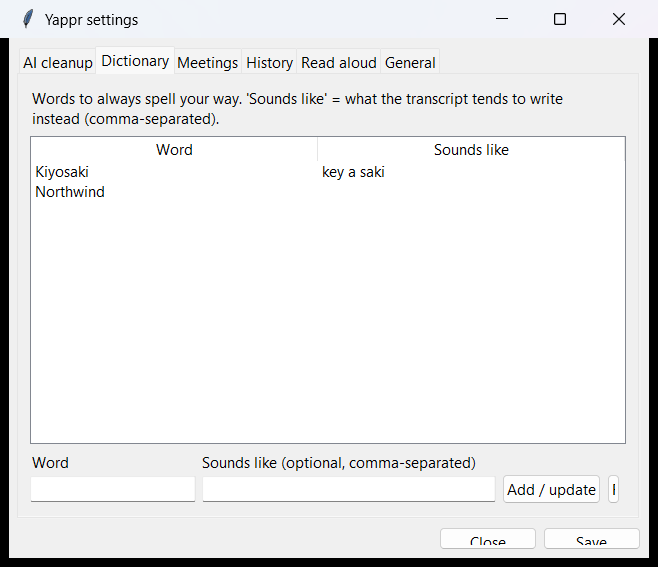 Yappr settings
AI cleanup Dictionary Meetings History Read aloud General
Words to always spell your way. 'Sounds like' = what the transcript tends to write
instead (comma-separated).
Word Sounds like
Kiyosaki key a saki
Northwind
Word Sounds like (optional, comma-separated)
Add / update
Close Save